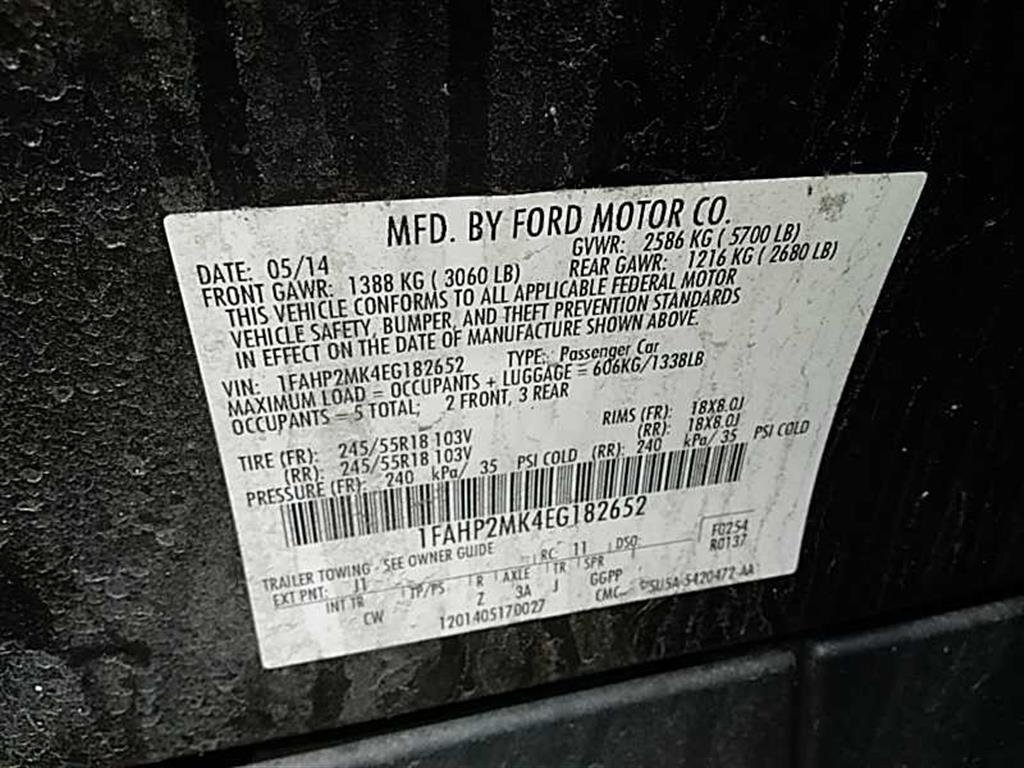 MFD. BY FORD MOTOR CO.
DATE: 05/14 GVWR: 2586 KG ( 5700 LB)
FRONT GAWR: 1388 KG ( 3060 LB) REAR GAWR: 1216 KG ( 2680 LB)
THIS VEHICLE CONFORMS TO ALL APPLICABLE FEDERAL MOTOR
VEHICLE SAFETY, BUMPER, AND THEFT PREVENTION STANDARDS
IN EFFECT ON THE DATE OF MANUFACTURE SHOWN ABOVE.
VIN: 1FAHP2MK4EG182652 TYPE: Passenger Car
MAXIMUM LOAD = OCCUPANTS + LUGGAGE = 606KG/1338LB
OCCUPANTS = 5 TOTAL; 2 FRONT, 3 REAR
TIRE (FR): 245/55R18 103V RIMS (FR): 18X8.0J
(RR): 245/55R18 103V (RR): 18X8.0J
PRESSURE (FR): 240 kPa/ 35 PSI COLD (RR): 240 kPa/ 35 PSI COLD
1FAHP2MK4EG182652
F0254
R0137
TRAILER TOWING - SEE OWNER GUIDE
EXT PNT: J1 RC: 11 DSO:
INT TR TP/PS R AXLE TR SPR
CW 2 3A J GGPP
1201405170027 CMC
5U5A-5420472-AA